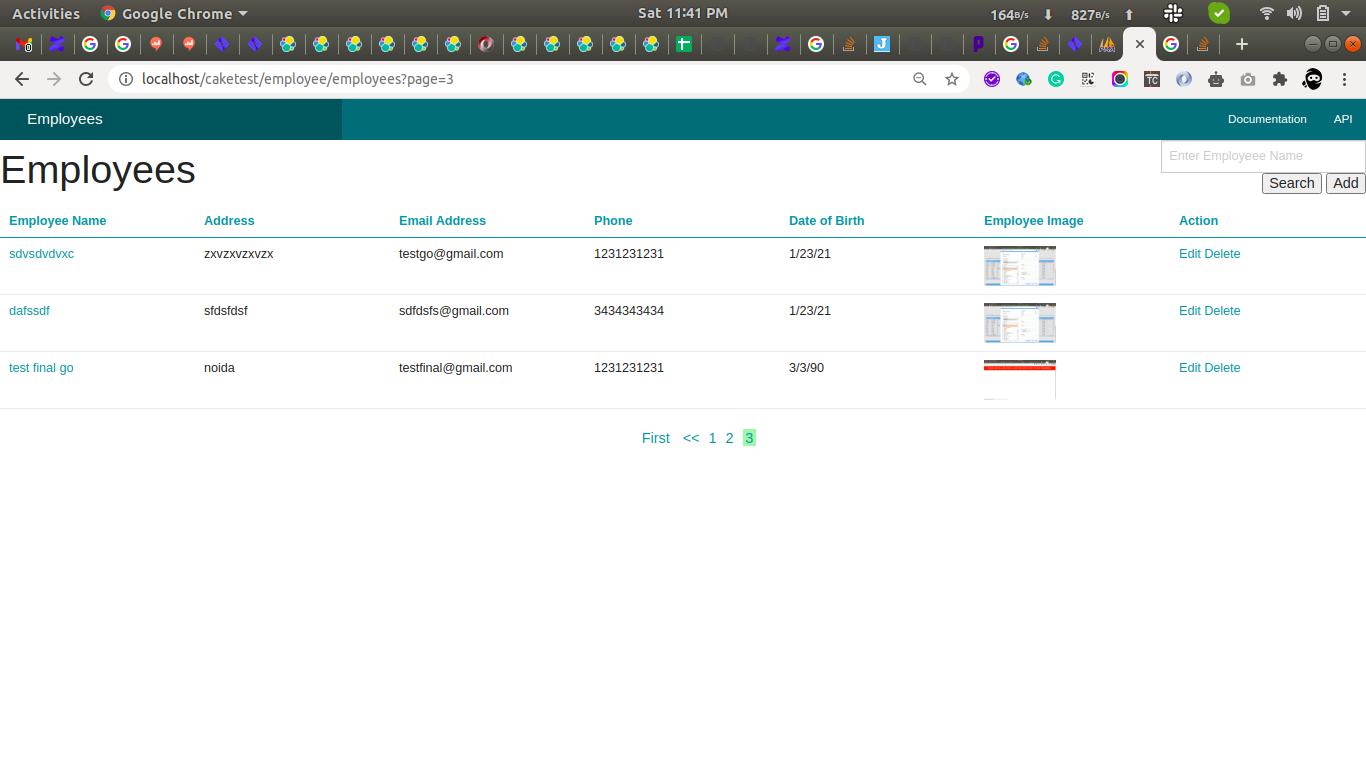 Activities Google Chrome Sat 11:41 PM 164B/s 827B/s
localhost/caketest/employee/employees?page=3
Employees Documentation API
Employees
Enter Employeee Name
Search Add
Employee Name Address Email Address Phone Date of Birth Employee Image Action
sdvsdvdvxc zxvzxvzxvzx testgo@gmail.com 1231231231 1/23/21 Edit Delete
dafssdf sfdsfdsf sdfdsfs@gmail.com 3434343434 1/23/21 Edit Delete
test final go noida testfinal@gmail.com 1231231231 3/3/90 Edit Delete
First << 1 2 3